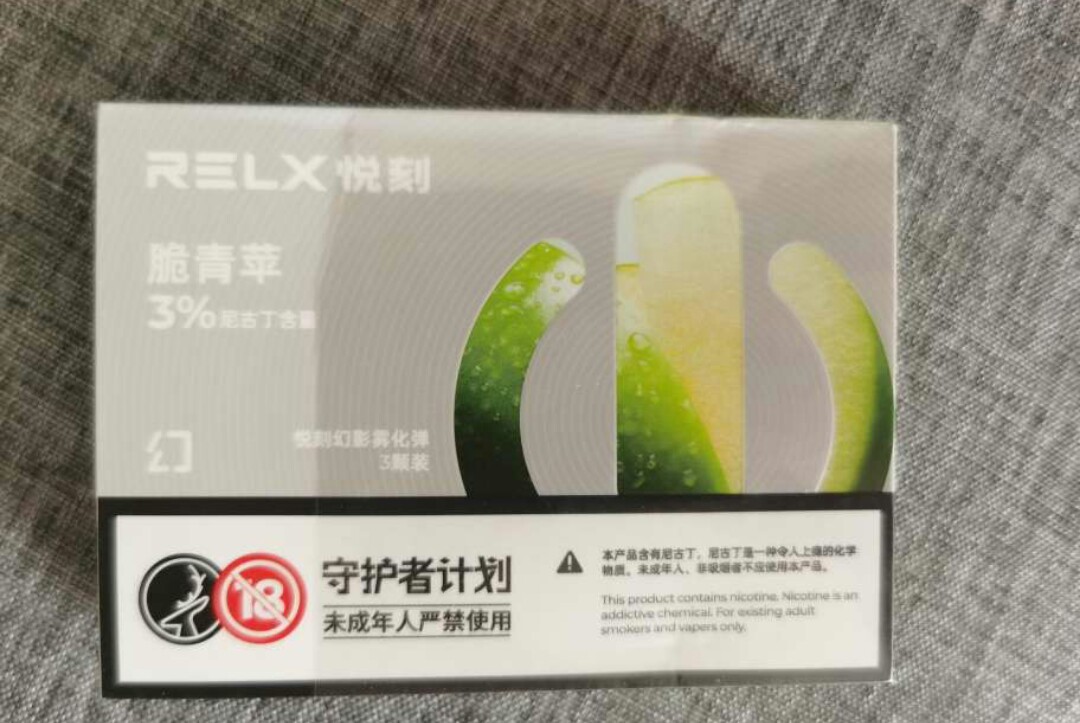 RELX 悦刻
脆青苹
3%尼古丁含量
幻
悦刻幻影雾化弹
3颗装
18
守护者计划
未成年人严禁使用
本产品含有尼古丁，尼古丁是一种令人上瘾的化学
物质。未成年人、非吸烟者不应使用本产品。
This product contains nicotine. Nicotine is an
addictive chemical. For existing adult
smokers and vapers only.